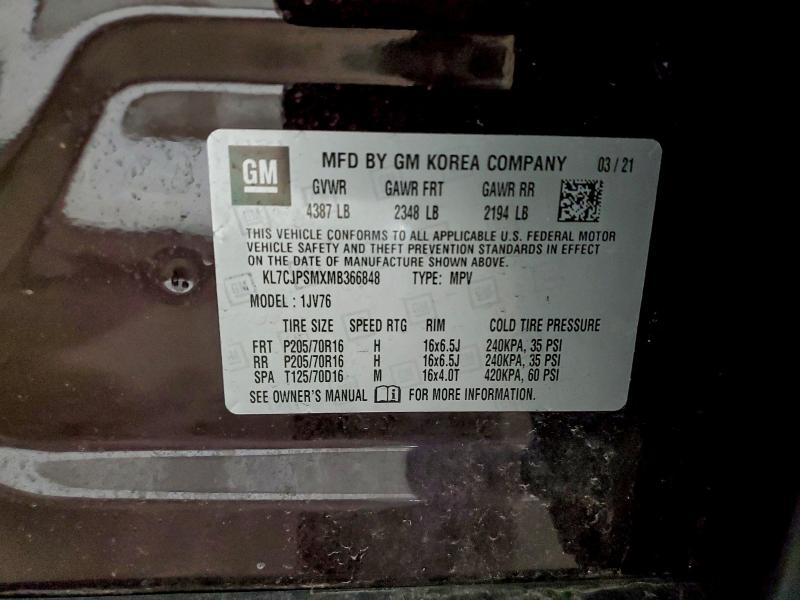 GM MFD BY GM KOREA COMPANY 03 / 21
GVWR GAWR FRT GAWR RR
4387 LB 2348 LB 2194 LB
THIS VEHICLE CONFORMS TO ALL APPLICABLE U.S. FEDERAL MOTOR
VEHICLE SAFETY AND THEFT PREVENTION STANDARDS IN EFFECT
ON THE DATE OF MANUFACTURE SHOWN ABOVE.
KL7CJPSMXMB366848 TYPE: MPV
MODEL : 1JV76
TIRE SIZE SPEED RTG RIM COLD TIRE PRESSURE
FRT P205/70R16 H 16x6.5J 240KPA, 35 PSI
RR P205/70R16 H 16x6.5J 240KPA, 35 PSI
SPA T125/70D16 M 16x4.0T 420KPA, 60 PSI
SEE OWNER'S MANUAL i FOR MORE INFORMATION.